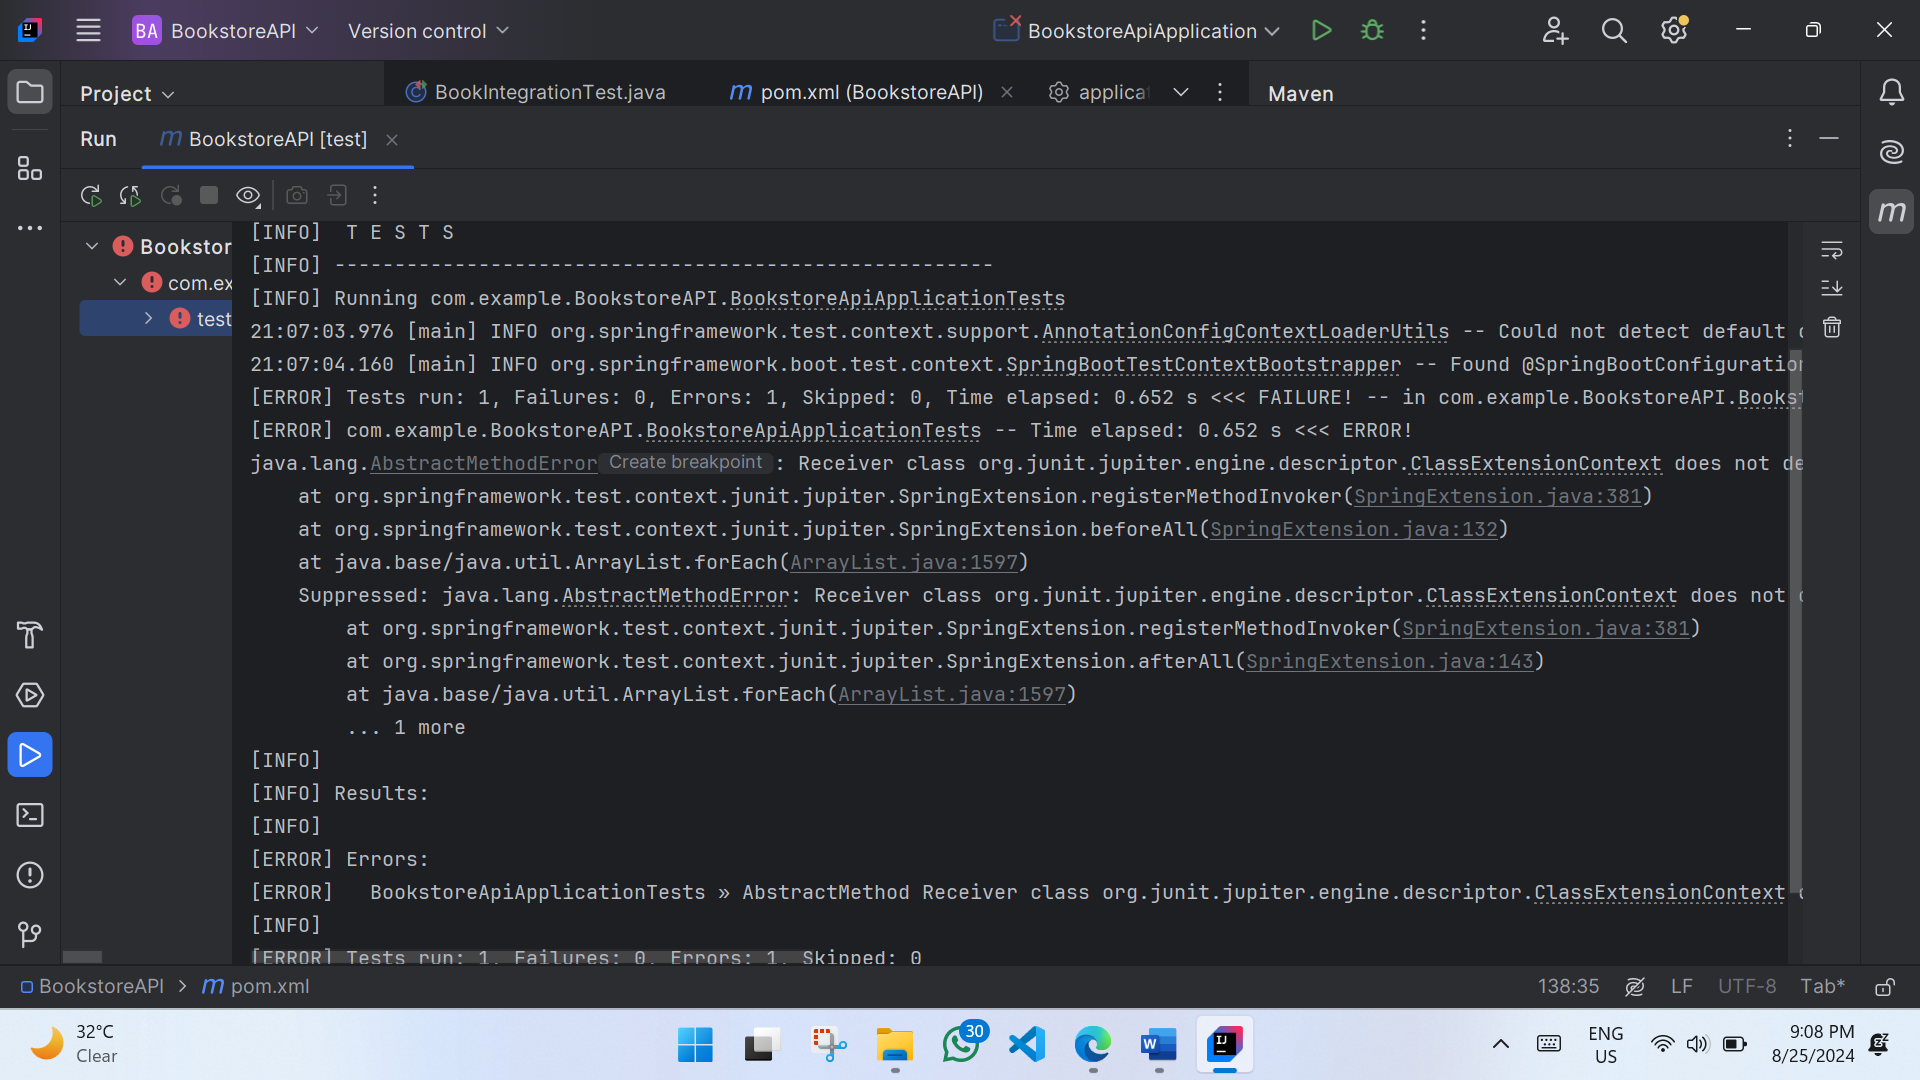 BA BookstoreAPI Version control BookstoreApiApplication
Project BookIntegrationTest.java m pom.xml (BookstoreAPI) applica Maven
Run m BookstoreAPI [test]
Bookstor
com.ex
test
[INFO]  T E S T S
[INFO] -------------------------------------------------------
[INFO] Running com.example.BookstoreAPI.BookstoreApiApplicationTests
21:07:03.976 [main] INFO org.springframework.test.context.support.AnnotationConfigContextLoaderUtils -- Could not detect default
21:07:04.160 [main] INFO org.springframework.boot.test.context.SpringBootTestContextBootstrapper -- Found @SpringBootConfiguration
[ERROR] Tests run: 1, Failures: 0, Errors: 1, Skipped: 0, Time elapsed: 0.652 s <<< FAILURE! -- in com.example.BookstoreAPI.Bookst
[ERROR] com.example.BookstoreAPI.BookstoreApiApplicationTests -- Time elapsed: 0.652 s <<< ERROR!
java.lang.AbstractMethodError Create breakpoint : Receiver class org.junit.jupiter.engine.descriptor.ClassExtensionContext does not de
at org.springframework.test.context.junit.jupiter.SpringExtension.registerMethodInvoker(SpringExtension.java:381)
at org.springframework.test.context.junit.jupiter.SpringExtension.beforeAll(SpringExtension.java:132)
at java.base/java.util.ArrayList.forEach(ArrayList.java:1597)
Suppressed: java.lang.AbstractMethodError: Receiver class org.junit.jupiter.engine.descriptor.ClassExtensionContext does not
at org.springframework.test.context.junit.jupiter.SpringExtension.registerMethodInvoker(SpringExtension.java:381)
at org.springframework.test.context.junit.jupiter.SpringExtension.afterAll(SpringExtension.java:143)
at java.base/java.util.ArrayList.forEach(ArrayList.java:1597)
... 1 more
[INFO]
[INFO] Results:
[INFO]
[ERROR] Errors:
[ERROR]   BookstoreApiApplicationTests » AbstractMethod Receiver class org.junit.jupiter.engine.descriptor.ClassExtensionContext
[INFO]
[ERROR] Tests run: 1, Failures: 0, Errors: 1, Skipped: 0
BookstoreAPI > m pom.xml 138:35 LF UTF-8 Tab*
32°C
Clear
30
ENG
US
9:08 PM
8/25/2024